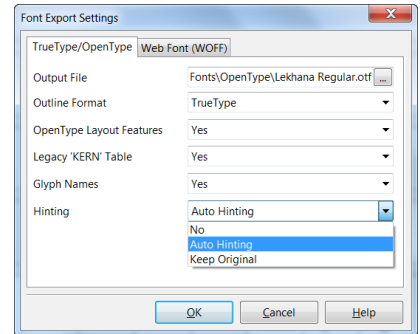 Font Export Settings
TrueType/OpenType Web Font (WOFF)
Output File Fonts\OpenType\Lekhana Regular.otf ...
Outline Format TrueType
OpenType Layout Features Yes
Legacy 'KERN' Table Yes
Glyph Names Yes
Hinting Auto Hinting
No
Auto Hinting
Keep Original
OK Cancel Help